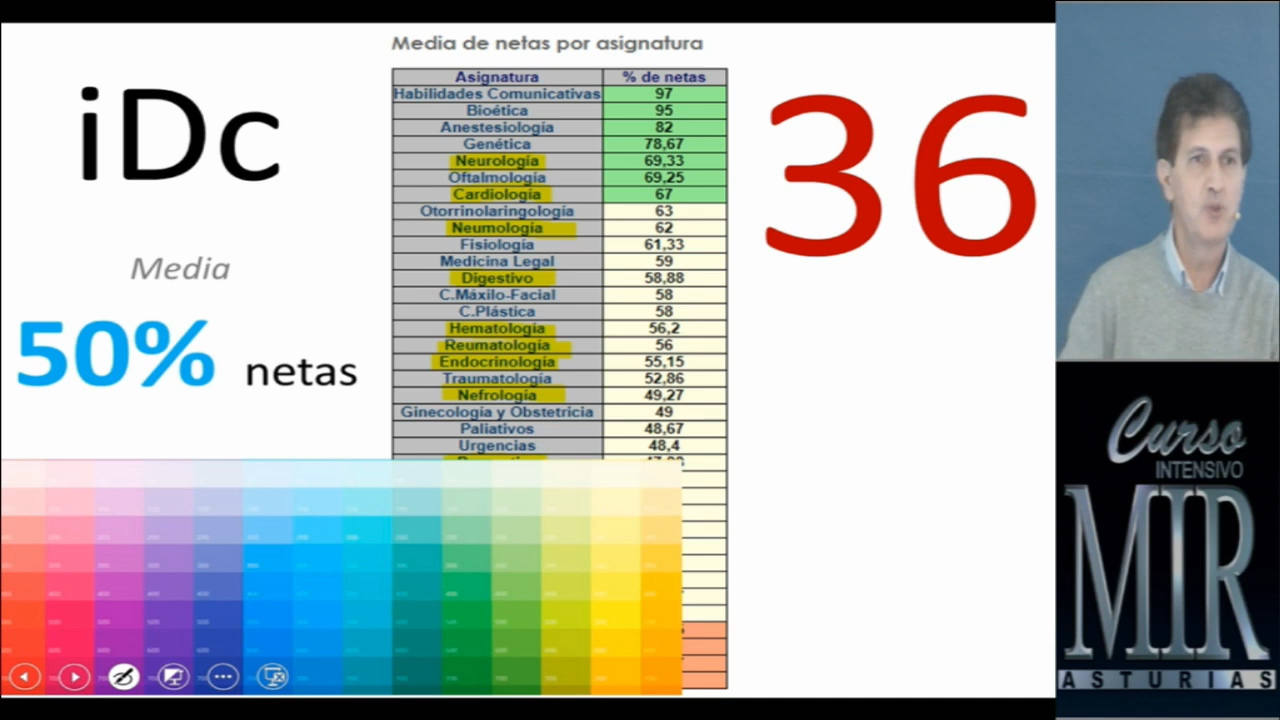 Media de netas por asignatura
iDc
Media
50% netas
Asignatura % de netas
Habilidades Comunicativas 97
Bioética 95
Anestesiología 82
Genética 78,67
Neurología 69,33
Oftalmología 69,25
Cardiología 67
Otorrinolaringología 63
Neumología 62
Fisiología 61,33
Medicina Legal 59
Digestivo 58,88
C.Máxilo-Facial 58
C.Plástica 58
Hematología 56,2
Reumatología 56
Endocrinología 55,15
Traumatología 52,86
Nefrología 49,27
Ginecología y Obstetricia 49
Paliativos 48,67
Urgencias 48,4
36
Curso
INTENSIVO
MIR
ASTURIAS